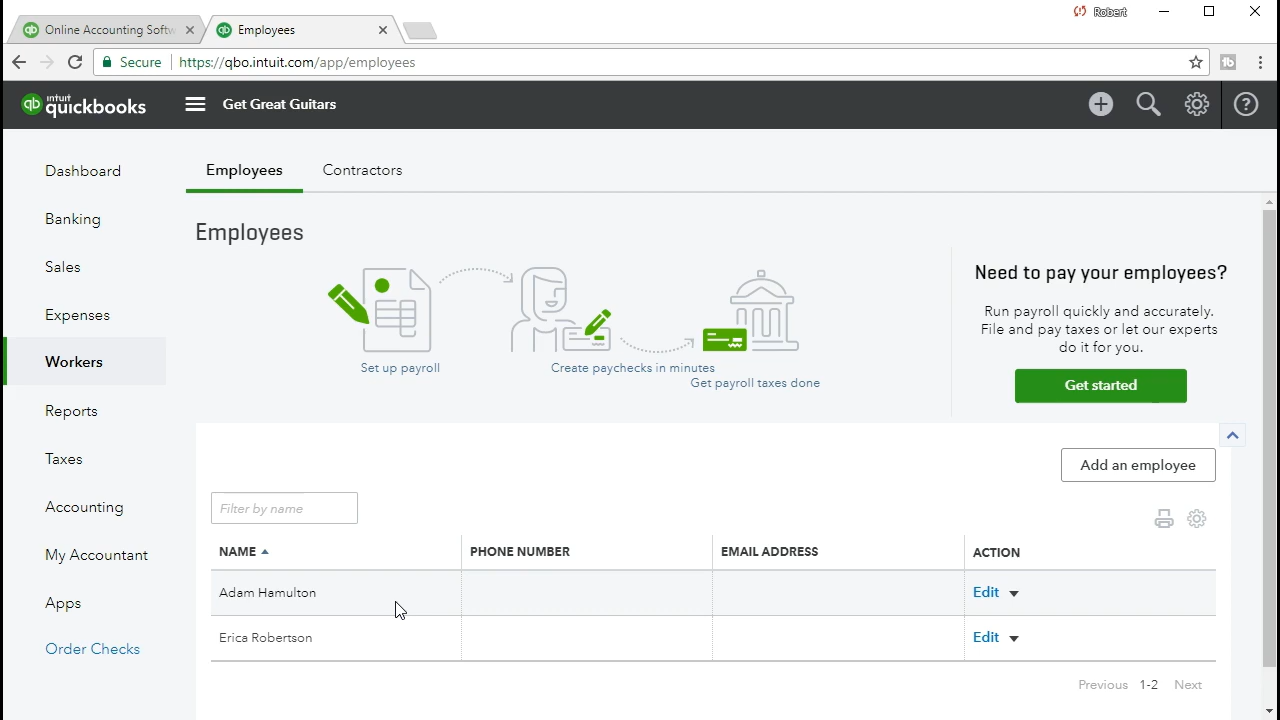 Robert
Online Accounting Softw
Employees
Secure
https://qbo.intuit.com/app/employees
intuit
quickbooks
Get Great Guitars
Dashboard
Banking
Sales
Expenses
Workers
Reports
Taxes
Accounting
My Accountant
Apps
Order Checks
Employees
Contractors
Employees
Set up payroll
Create paychecks in minutes
Get payroll taxes done
Need to pay your employees?
Run payroll quickly and accurately.
File and pay taxes or let our experts
do it for you.
Get started
Add an employee
Filter by name
NAME PHONE NUMBER EMAIL ADDRESS ACTION
Adam Hamulton Edit
Erica Robertson Edit
Previous 1-2 Next